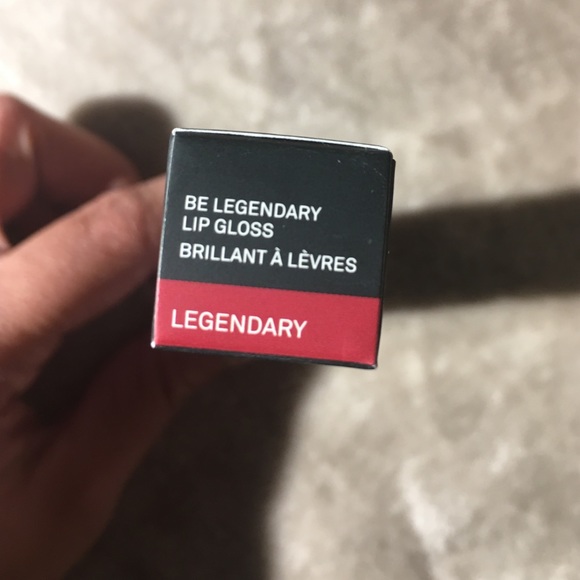 BE LEGENDARY
LIP GLOSS
BRILLANT À LÈVRES
LEGENDARY